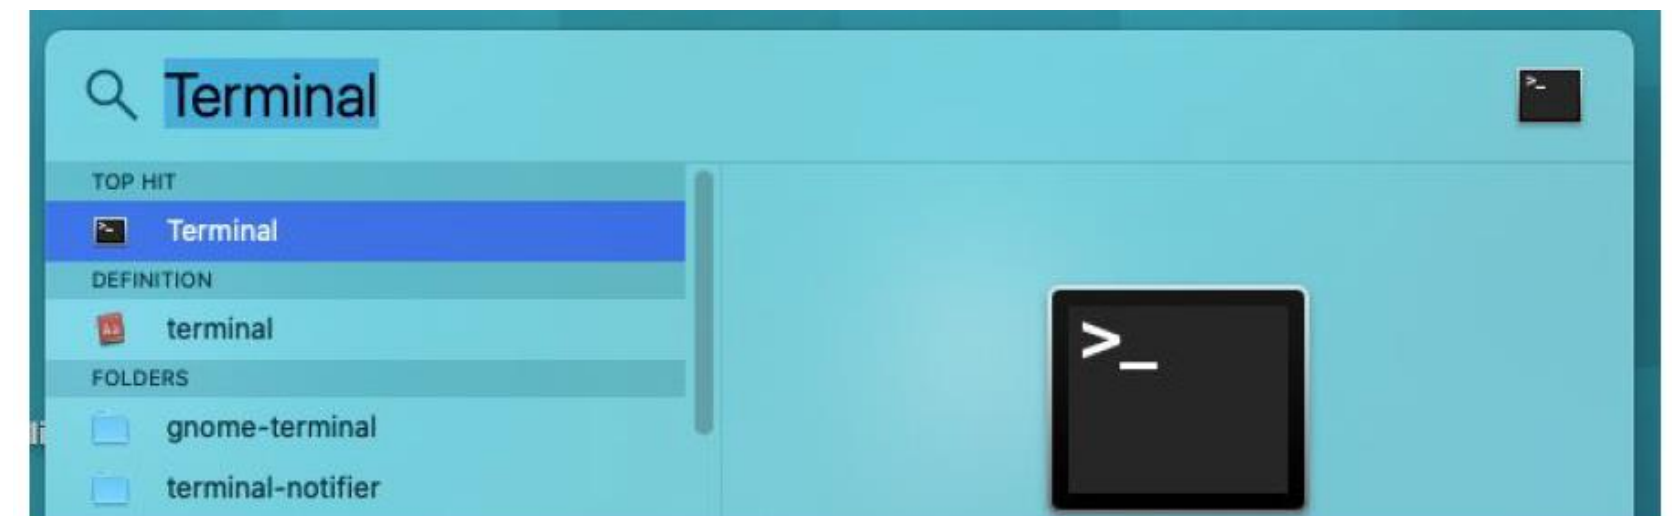 Terminal
TOP HIT
Terminal
DEFINITION
terminal
FOLDERS
gnome-terminal
terminal-notifier